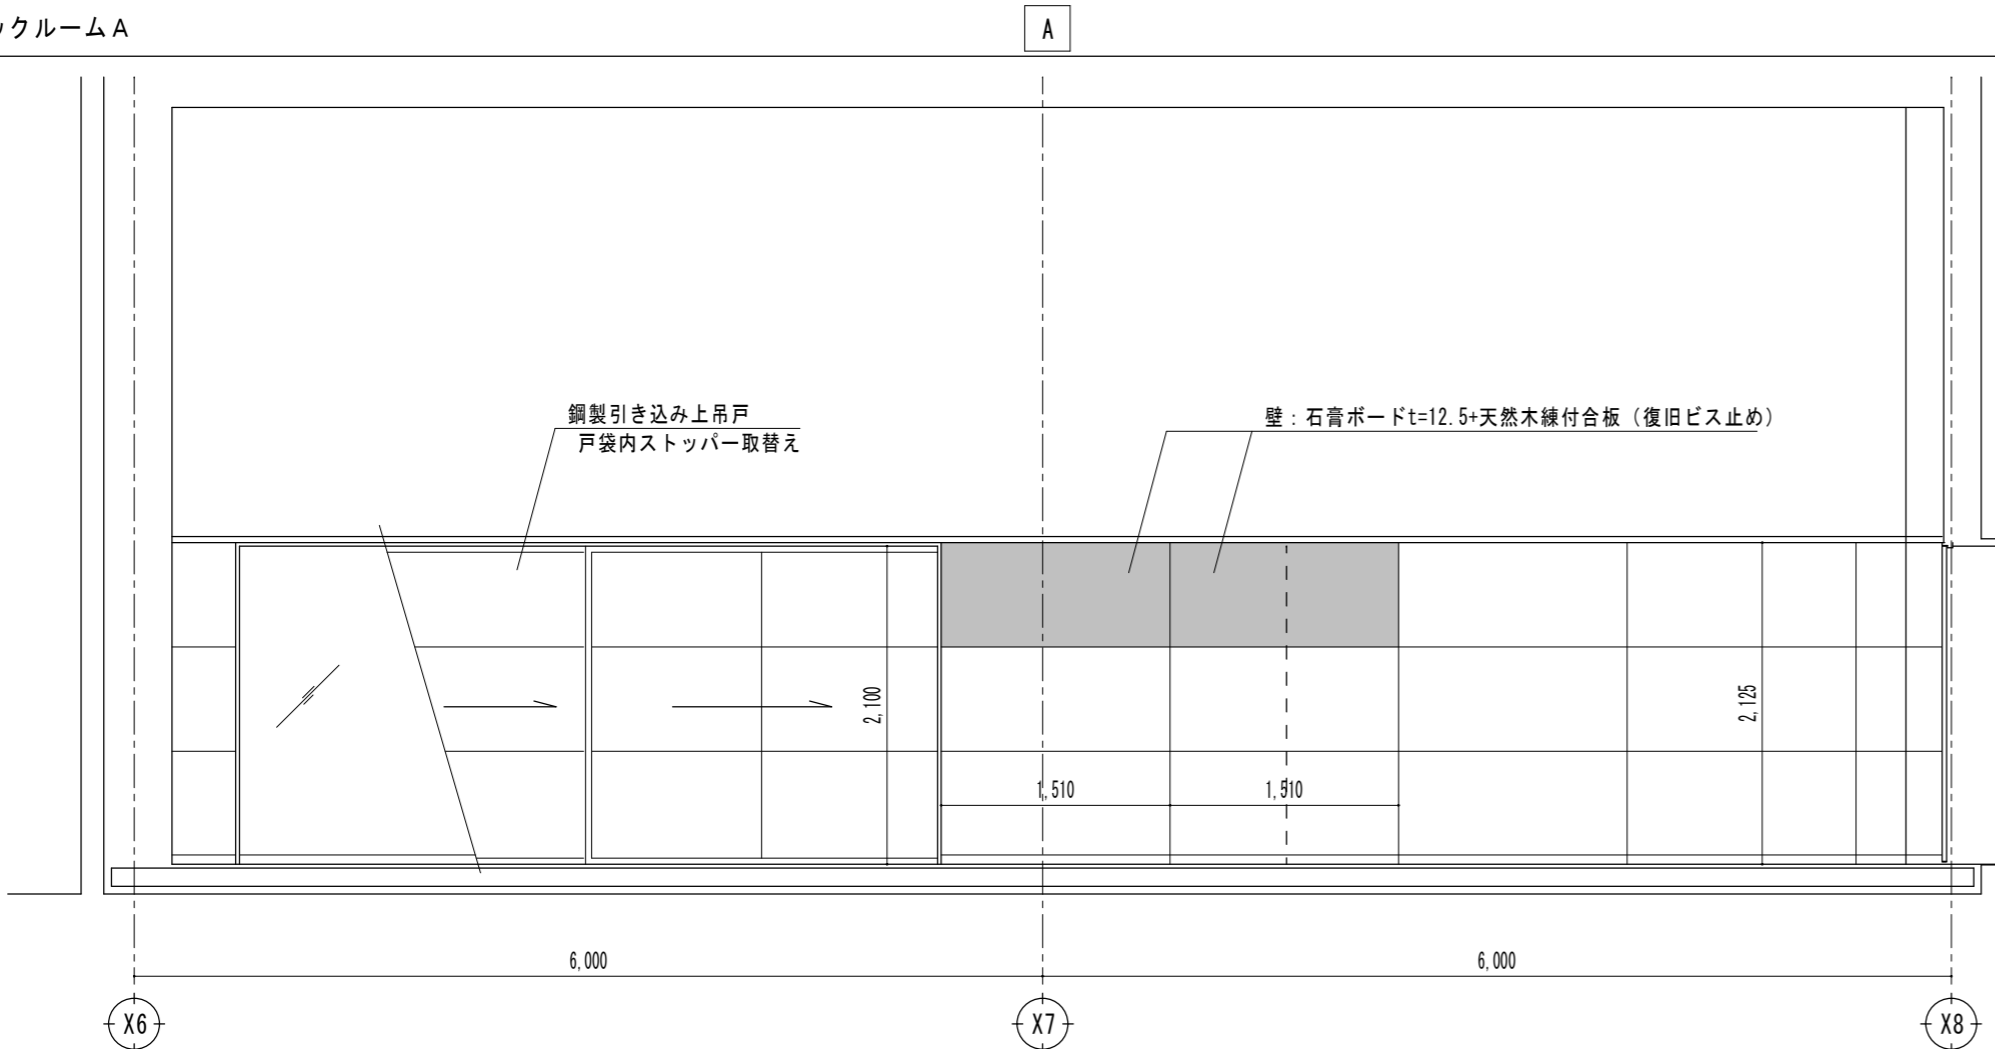 ックルームA
A
鋼製引き込み上吊戸
戸袋内ストッパー取替え
壁：石膏ボードt=12.5+天然木練付合板（復旧ビス止め）
2,100
2,125
1,510
1,510
6,000
6,000
X6
X7
X8